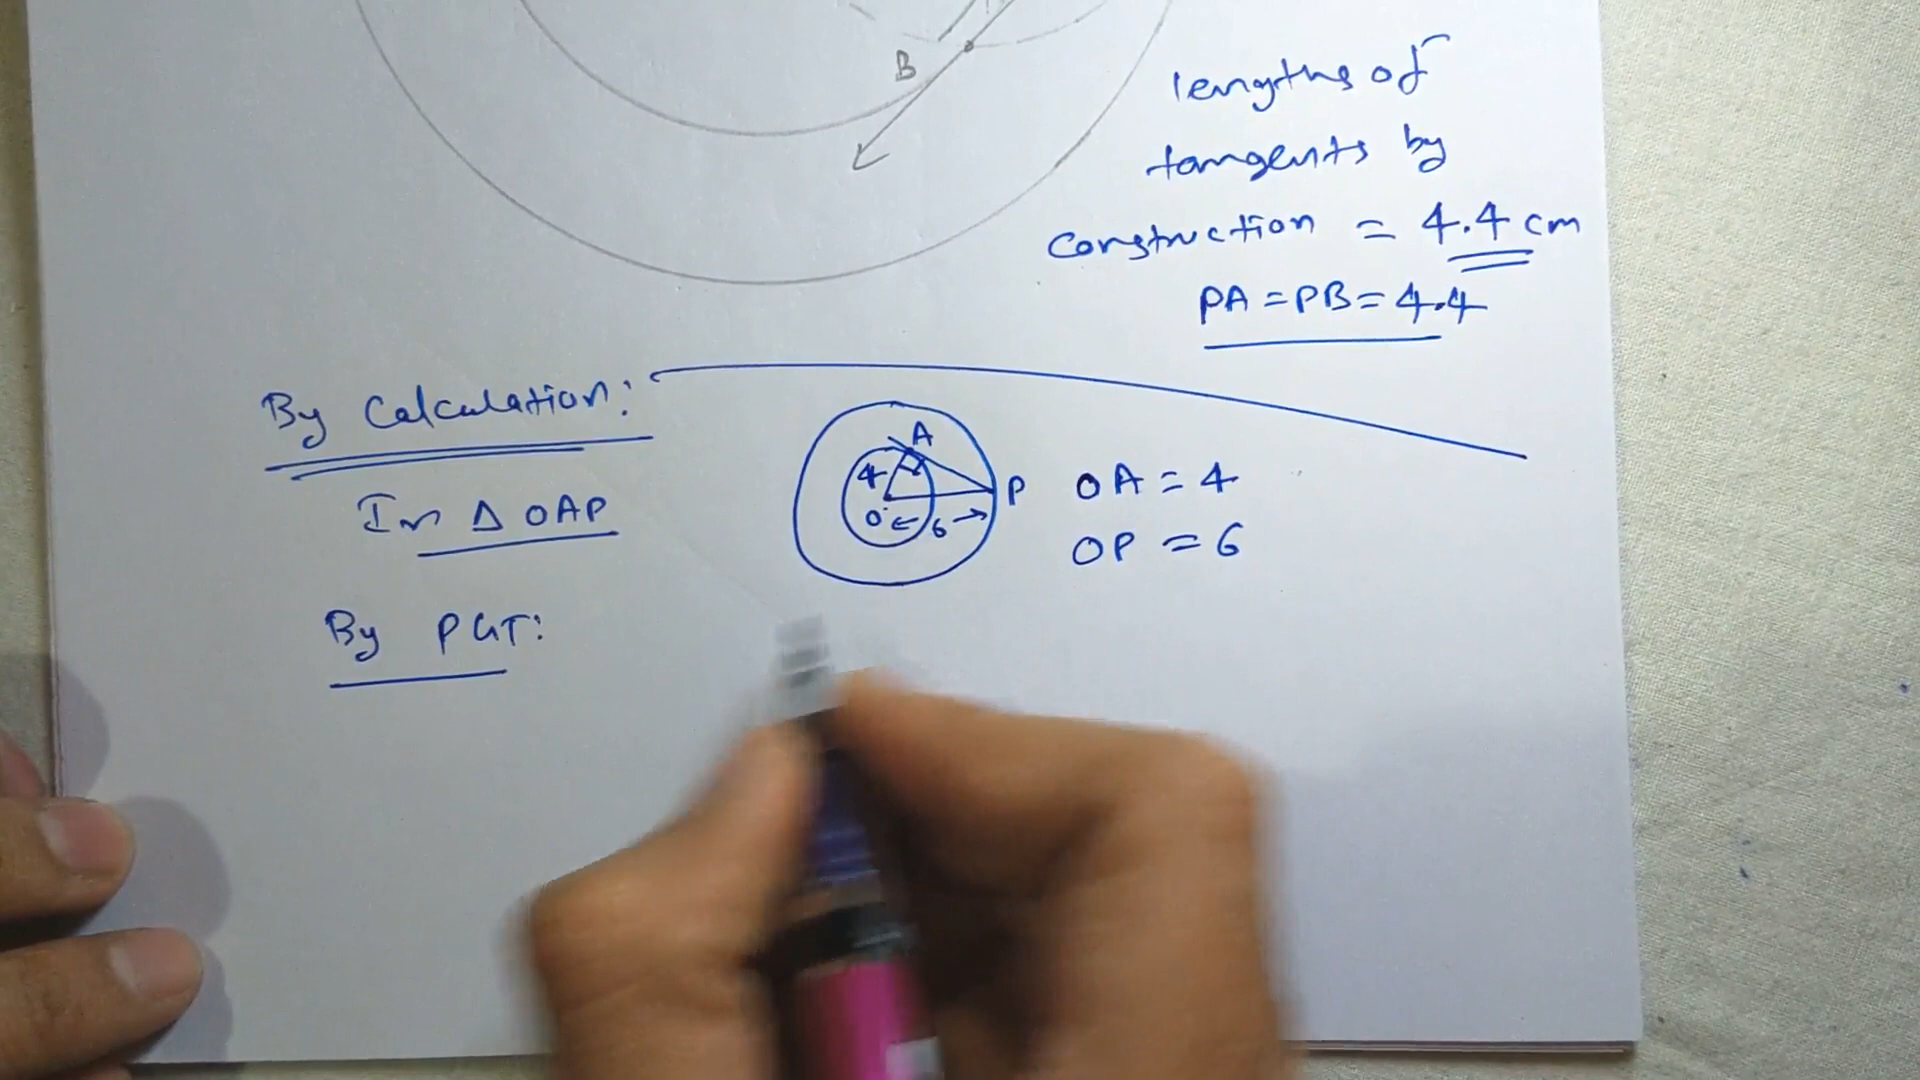 B
lengths of
tangents by
construction = 4.4 cm
PA = PB = 4.4
By Calculation:
In Δ OAP
By PGT:
A
4
O
6
P
OA = 4
OP = 6